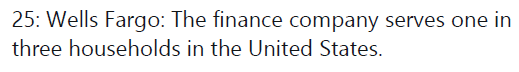 25: Wells Fargo: The finance company serves one in
three households in the United States.